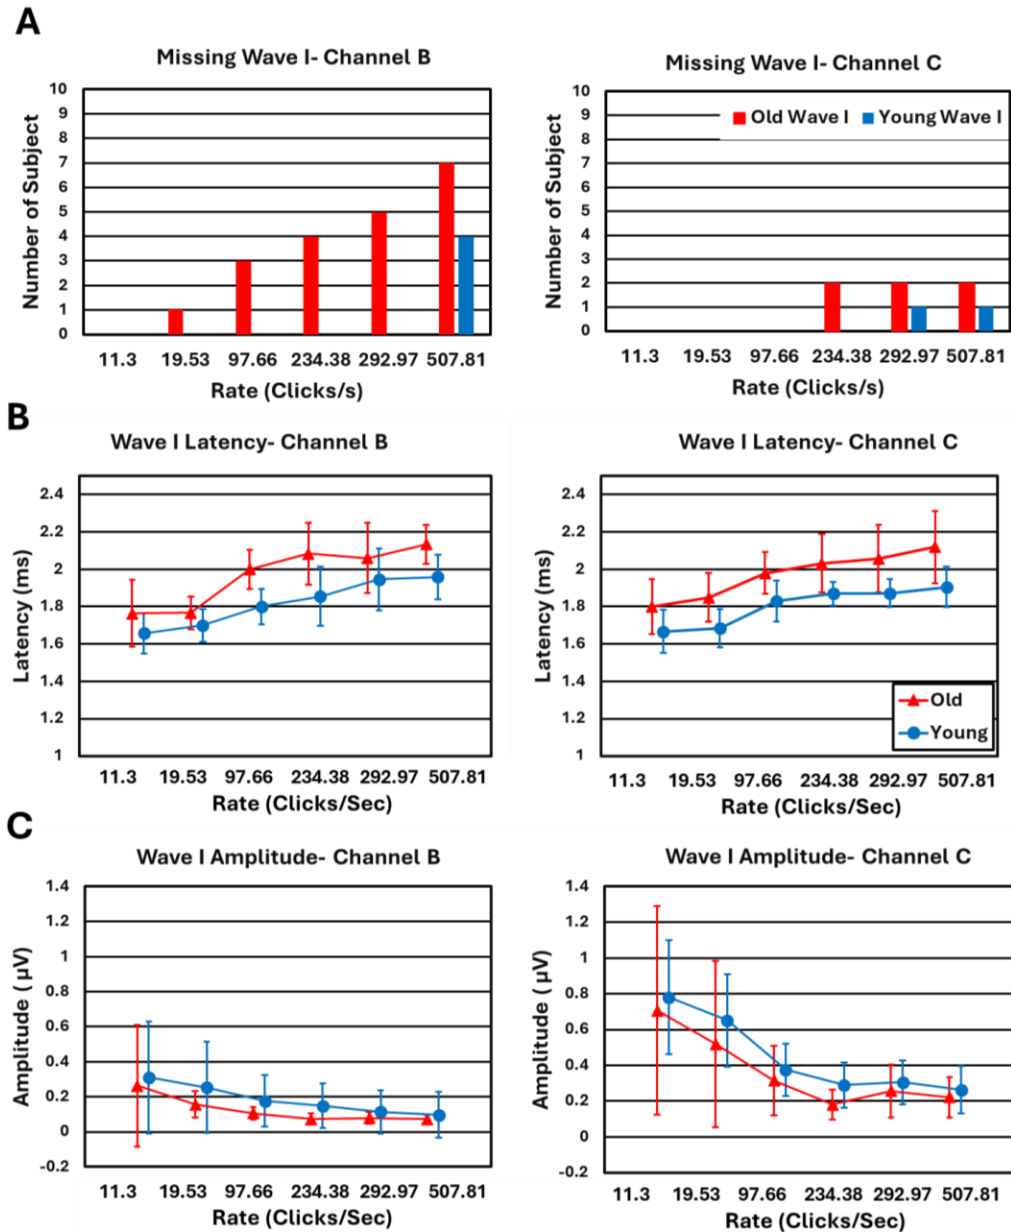 A
Missing Wave I- Channel B
10
9
8
7
6
5
4
3
2
1
0
Number of Subject
11.3 19.53 97.66 234.38 292.97 507.81
Rate (Clicks/s)
Missing Wave I- Channel C
Old Wave I Young Wave I
10
9
8
7
6
5
4
3
2
1
0
Number of Subject
11.3 19.53 97.66 234.38 292.97 507.81
Rate (Clicks/s)
B
Wave I Latency- Channel B
2.4
2.2
2
1.8
1.6
1.4
1.2
1
Latency (ms)
11.3 19.53 97.66 234.38 292.97 507.81
Rate (Clicks/Sec)
Wave I Latency- Channel C
2.4
2.2
2
1.8
1.6
1.4
1.2
1
Latency (ms)
Old
Young
11.3 19.53 97.66 234.38 292.97 507.81
Rate (Clicks/Sec)
C
Wave I Amplitude- Channel B
1.4
1.2
1
0.8
0.6
0.4
0.2
0
-0.2
Amplitude ( µV)
11.3 19.53 97.66 234.38 292.97 507.81
Rate (Clicks/Sec)
Wave I Amplitude- Channel C
1.4
1.2
1
0.8
0.6
0.4
0.2
0
-0.2
Amplitude ( µV)
11.3 19.53 97.66 234.38 292.97 507.81
Rate (Clicks/Sec)